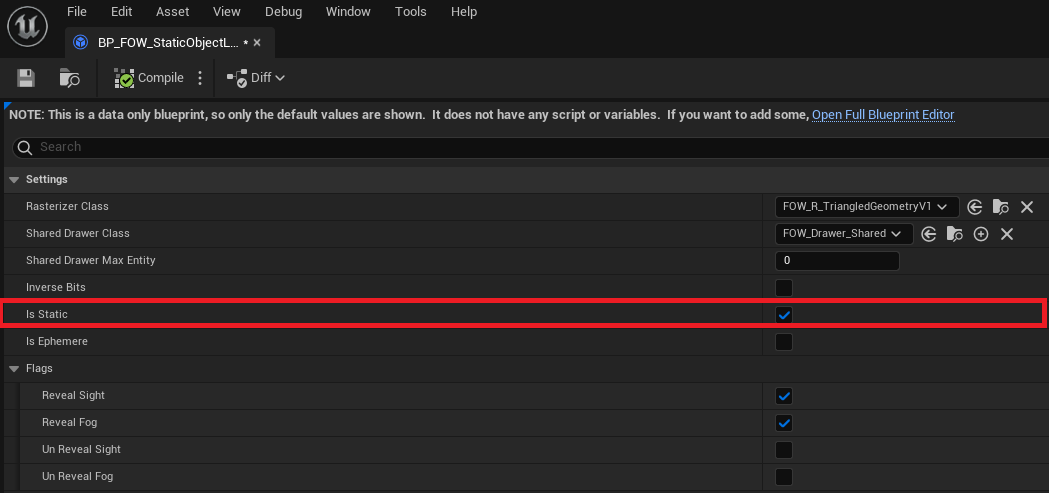 File Edit Asset View Debug Window Tools Help
BP_FOW_StaticObjectL... * ×
Compile Diff
NOTE: This is a data only blueprint, so only the default values are shown.  It does not have any script or variables.  If you want to add some, Open Full Blueprint Editor
Search
Settings
Rasterizer Class FOW_R_TriangledGeometryV1
Shared Drawer Class FOW_Drawer_Shared
Shared Drawer Max Entity 0
Inverse Bits
Is Static
Is Ephemere
Flags
Reveal Sight
Reveal Fog
Un Reveal Sight
Un Reveal Fog